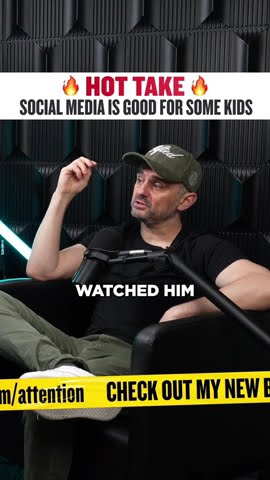 🔥 HOT TAKE 🔥
SOCIAL MEDIA IS GOOD FOR SOME KIDS
WATCHED HIM
m/attention CHECK OUT MY NEW B